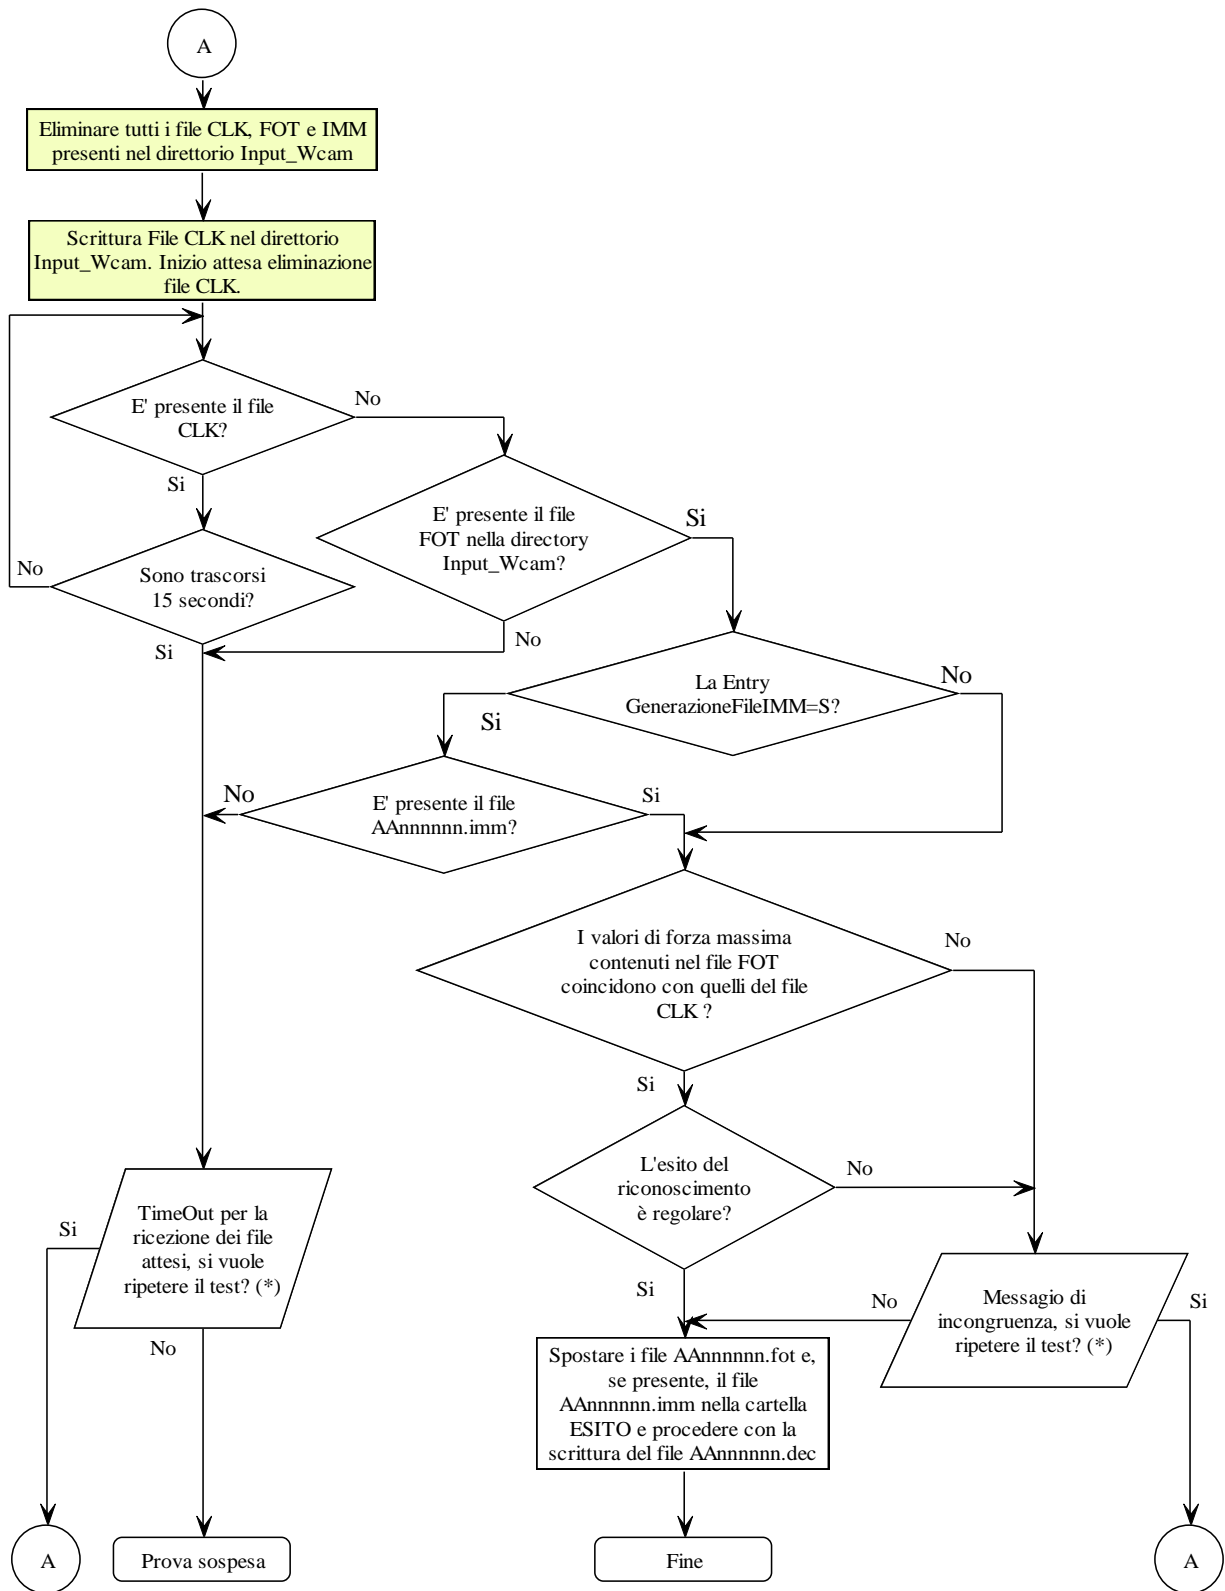 A
Eliminare tutti i file CLK, FOT e IMM
presenti nel direttorio Input_Wcam
Scrittura File CLK nel direttorio
Input_Wcam. Inizio attesa eliminazione
file CLK.
E' presente il file
CLK?
No
Si
E' presente il file
FOT nella directory
Input_Wcam?
Si
No
Sono trascorsi
15 secondi?
No
Si
La Entry
GenerazioneFileIMM=S?
No
Si
E' presente il file
AAnnnnnn.imm?
No
Si
I valori di forza massima
contenuti nel file FOT
coincidono con quelli del file
CLK ?
No
Si
L'esito del
riconoscimento
è regolare?
No
Si
TimeOut per la
ricezione dei file
attesi, si vuole
ripetere il test? (*)
Si
No
Messagio di
incongruenza, si vuole
ripetere il test? (*)
No
Si
Spostare i file AAnnnnnn.fot e,
se presente, il file
AAnnnnnn.imm nella cartella
ESITO e procedere con la
scrittura del file AAnnnnnn.dec
A
Prova sospesa
Fine
A